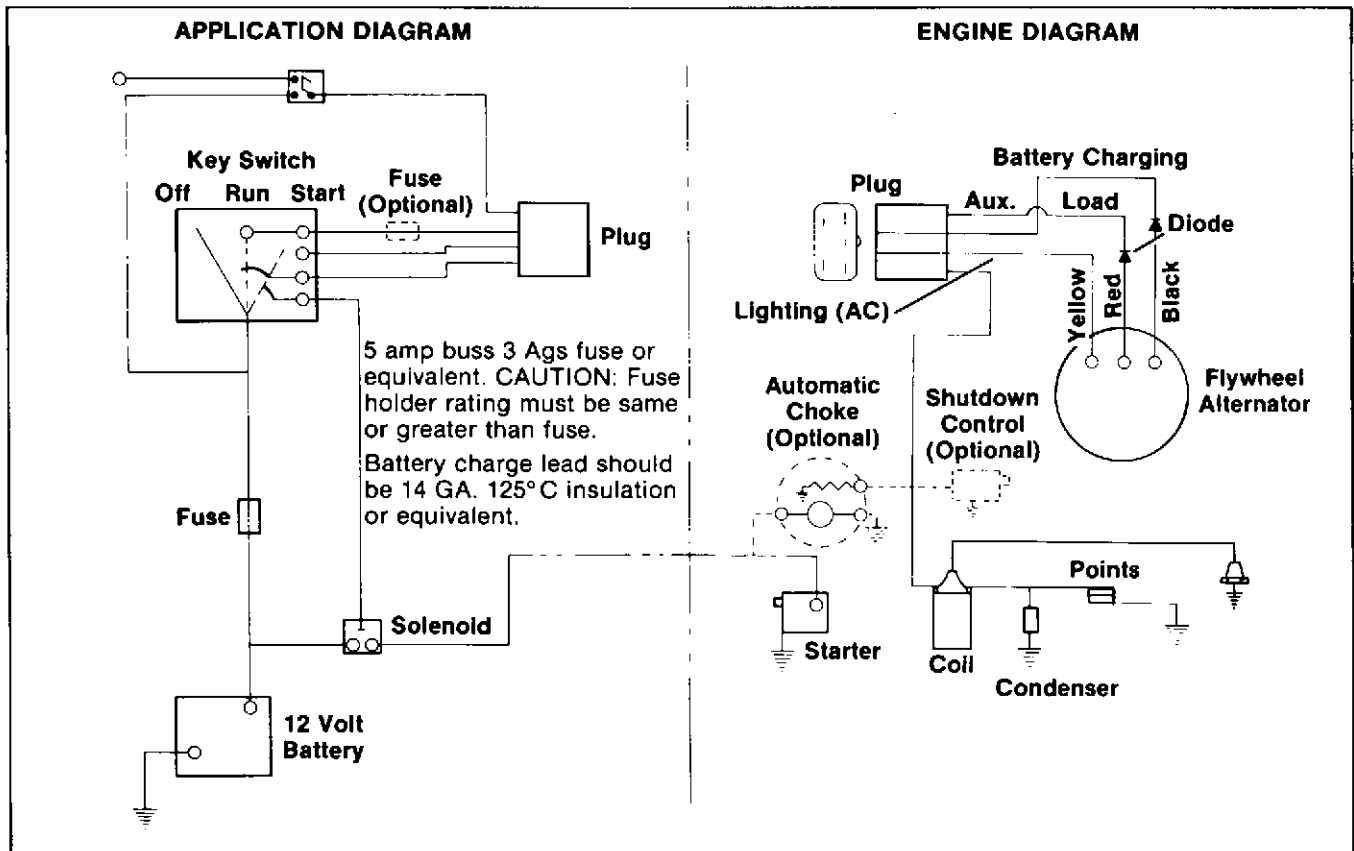 APPLICATION DIAGRAM
ENGINE DIAGRAM
Key Switch
Off Run Start
Fuse
(Optional)
Plug
5 amp buss 3 Ags fuse or
equivalent. CAUTION: Fuse
holder rating must be same
or greater than fuse.
Battery charge lead should
be 14 GA. 125°C insulation
or equivalent.
Fuse
Solenoid
12 Volt
Battery
Battery Charging
Plug
Aux. Load
Diode
Lighting (AC)
Yellow
Red
Black
Flywheel
Alternator
Automatic
Choke
(Optional)
Shutdown
Control
(Optional)
Points
Starter
Coil
Condenser